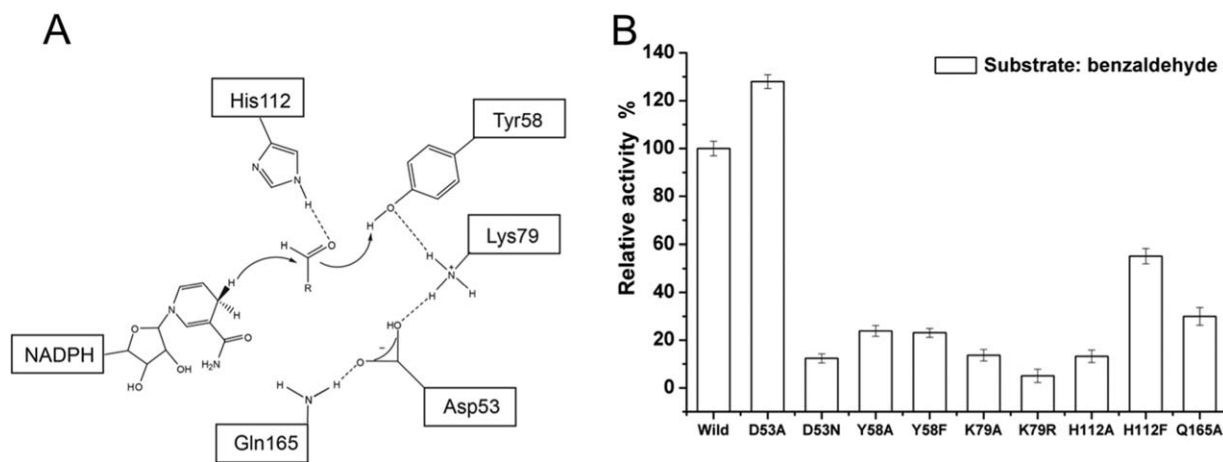 A
His112
Tyr58
N
N
H
H
O
O
H
H
R
H
Lys79
H
N
+
H
H
H
N
O
O
H₂N
NADPH
HO
OH
HO
−
O
Asp53
H
H
N
Gln165
B
Relative activity %
140
120
100
80
60
40
20
0
Substrate: benzaldehyde
Wild D53A D53N Y58A Y58F K79A K79R H112A H112F Q165A